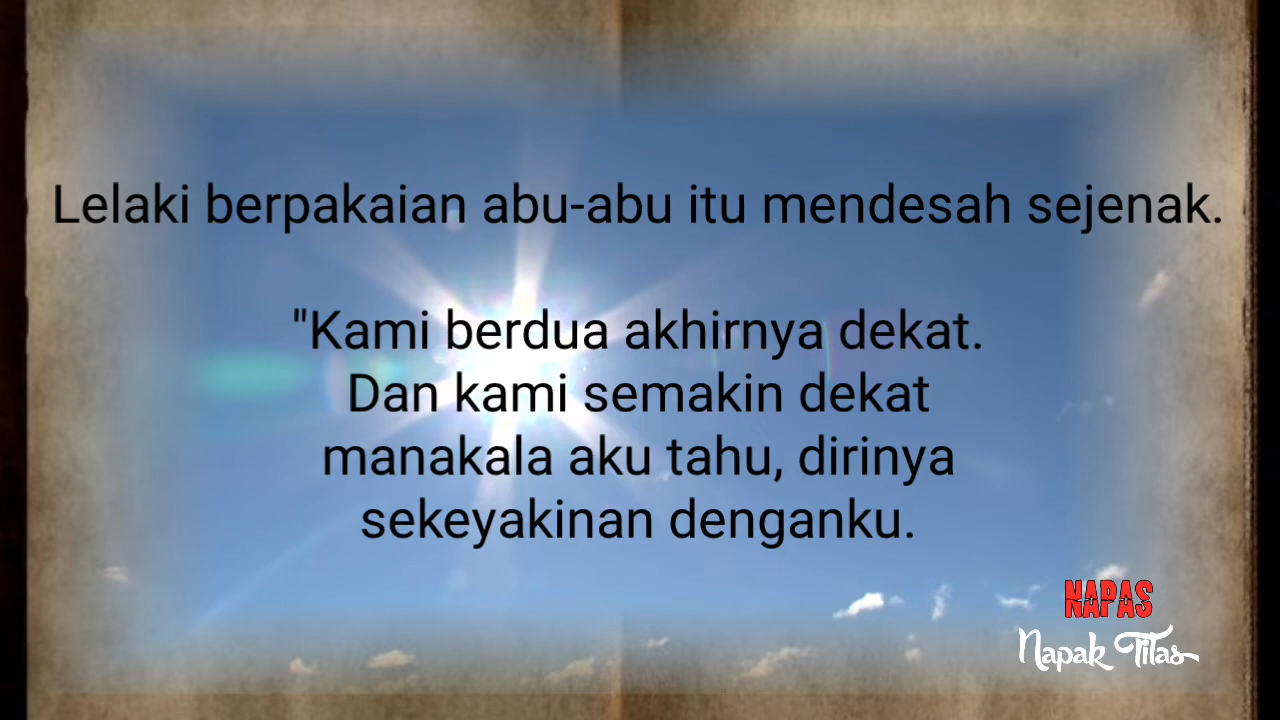 Lelaki berpakaian abu-abu itu mendesah sejenak.
"Kami berdua akhirnya dekat.
Dan kami semakin dekat
manakala aku tahu, dirinya
sekeyakinan denganku.
NAPAS
Napak Tilas